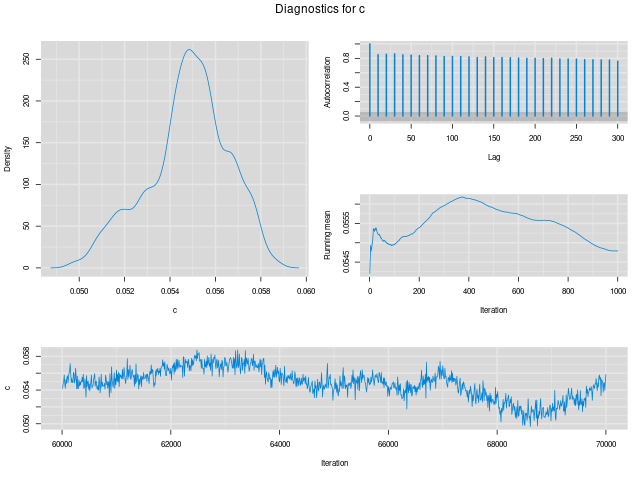 Diagnostics for c
Density
0 50 100 150 200 250
0.050 0.052 0.054 0.056 0.058 0.060
c
Autocorrelation
0.0 0.4 0.8
0 50 100 150 200 250 300
Lag
Running mean
0.0545 0.0555
0 200 400 600 800 1000
Iteration
c
0.050 0.054 0.058
60000 62000 64000 66000 68000 70000
Iteration